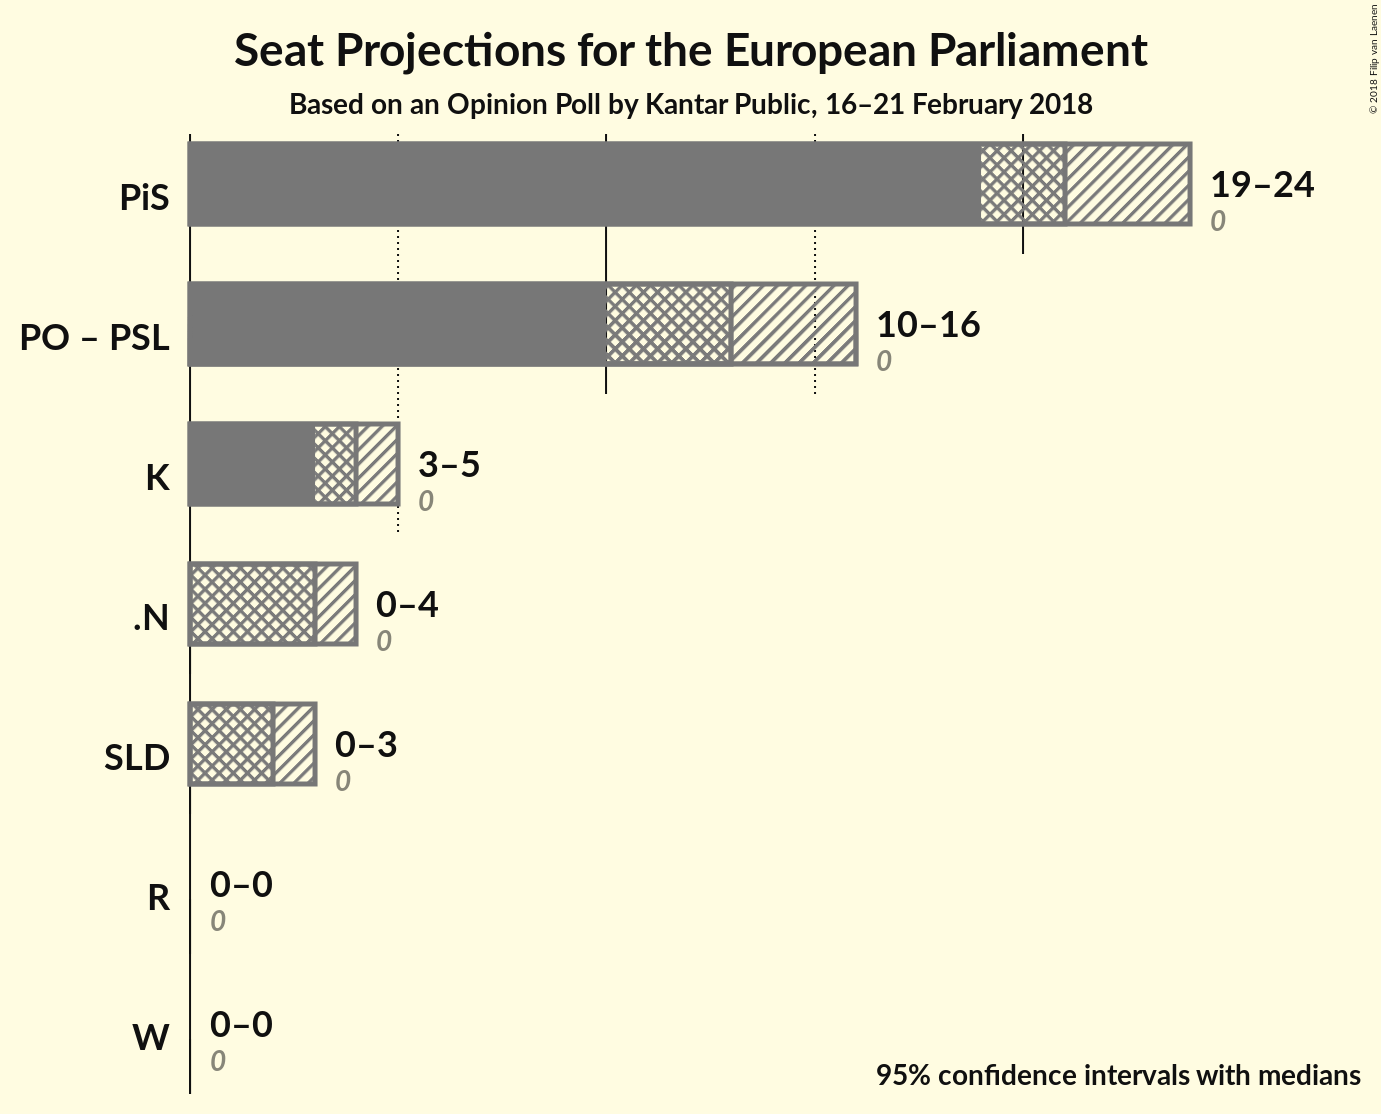 Seat Projections for the European Parliament
Based on an Opinion Poll by Kantar Public, 16–21 February 2018
© 2018 Filip van Laenen
PiS
19–24
0
PO – PSL
10–16
0
K
3–5
0
.N
0–4
0
SLD
0–3
0
R
0–0
0
W
0–0
0
95% confidence intervals with medians